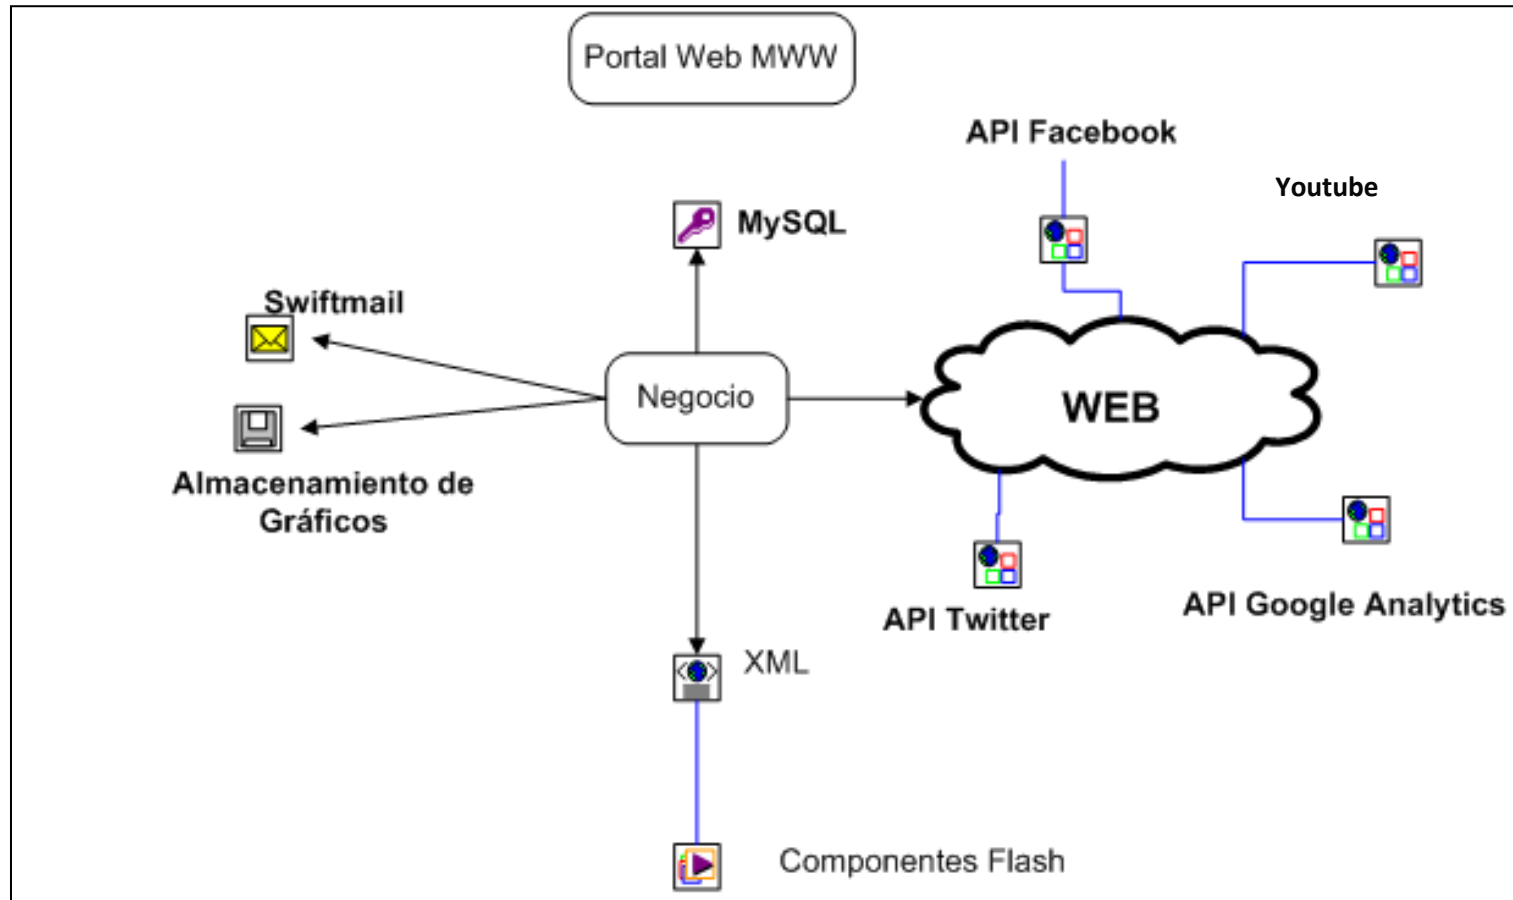 Portal Web MWW
API Facebook
Youtube
MySQL
Swiftmail
Negocio
WEB
Almacenamiento de
Gráficos
API Twitter
API Google Analytics
XML
Componentes Flash